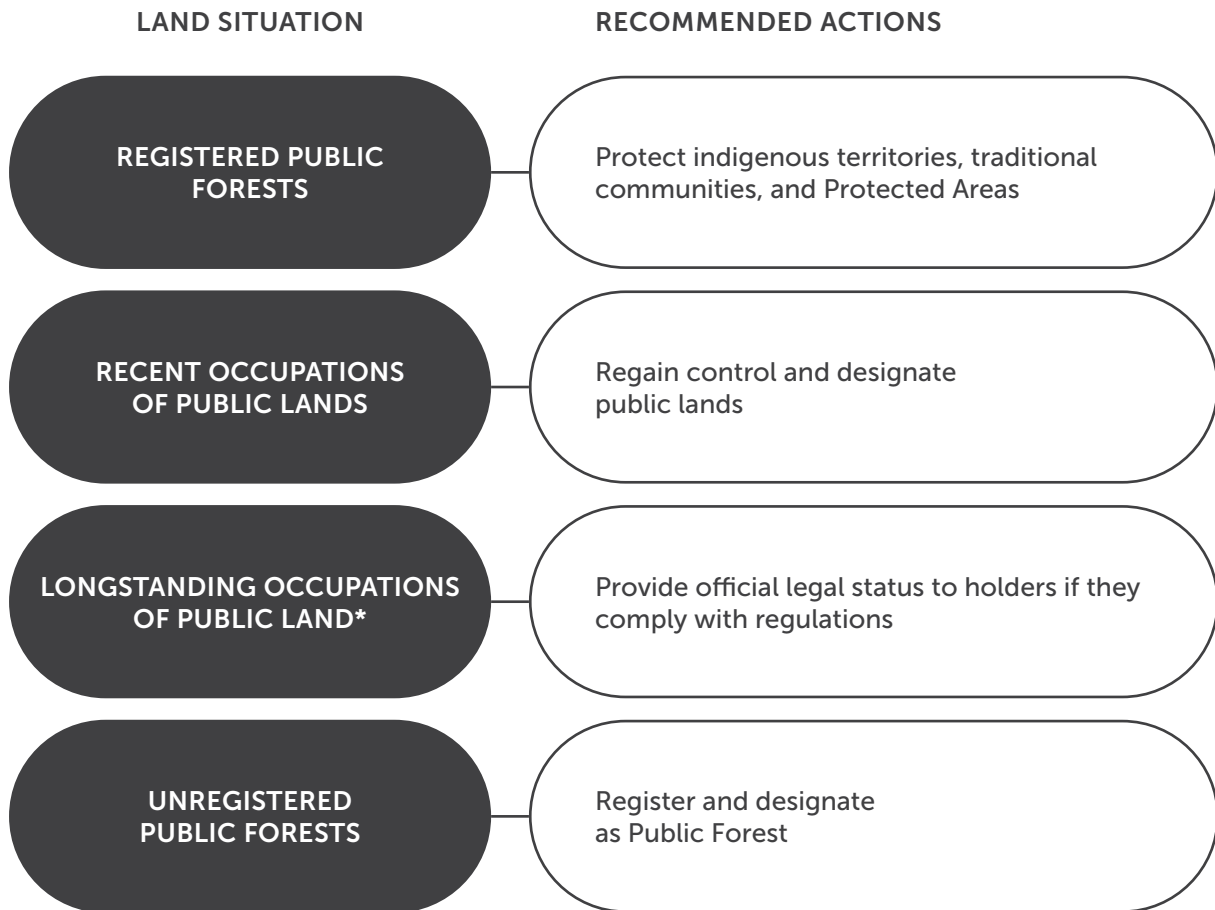 LAND SITUATION
RECOMMENDED ACTIONS
REGISTERED PUBLIC
FORESTS
Protect indigenous territories, traditional
communities, and Protected Areas
RECENT OCCUPATIONS
OF PUBLIC LANDS
Regain control and designate
public lands
LONGSTANDING OCCUPATIONS
OF PUBLIC LAND*
Provide official legal status to holders if they
comply with regulations
UNREGISTERED
PUBLIC FORESTS
Register and designate
as Public Forest